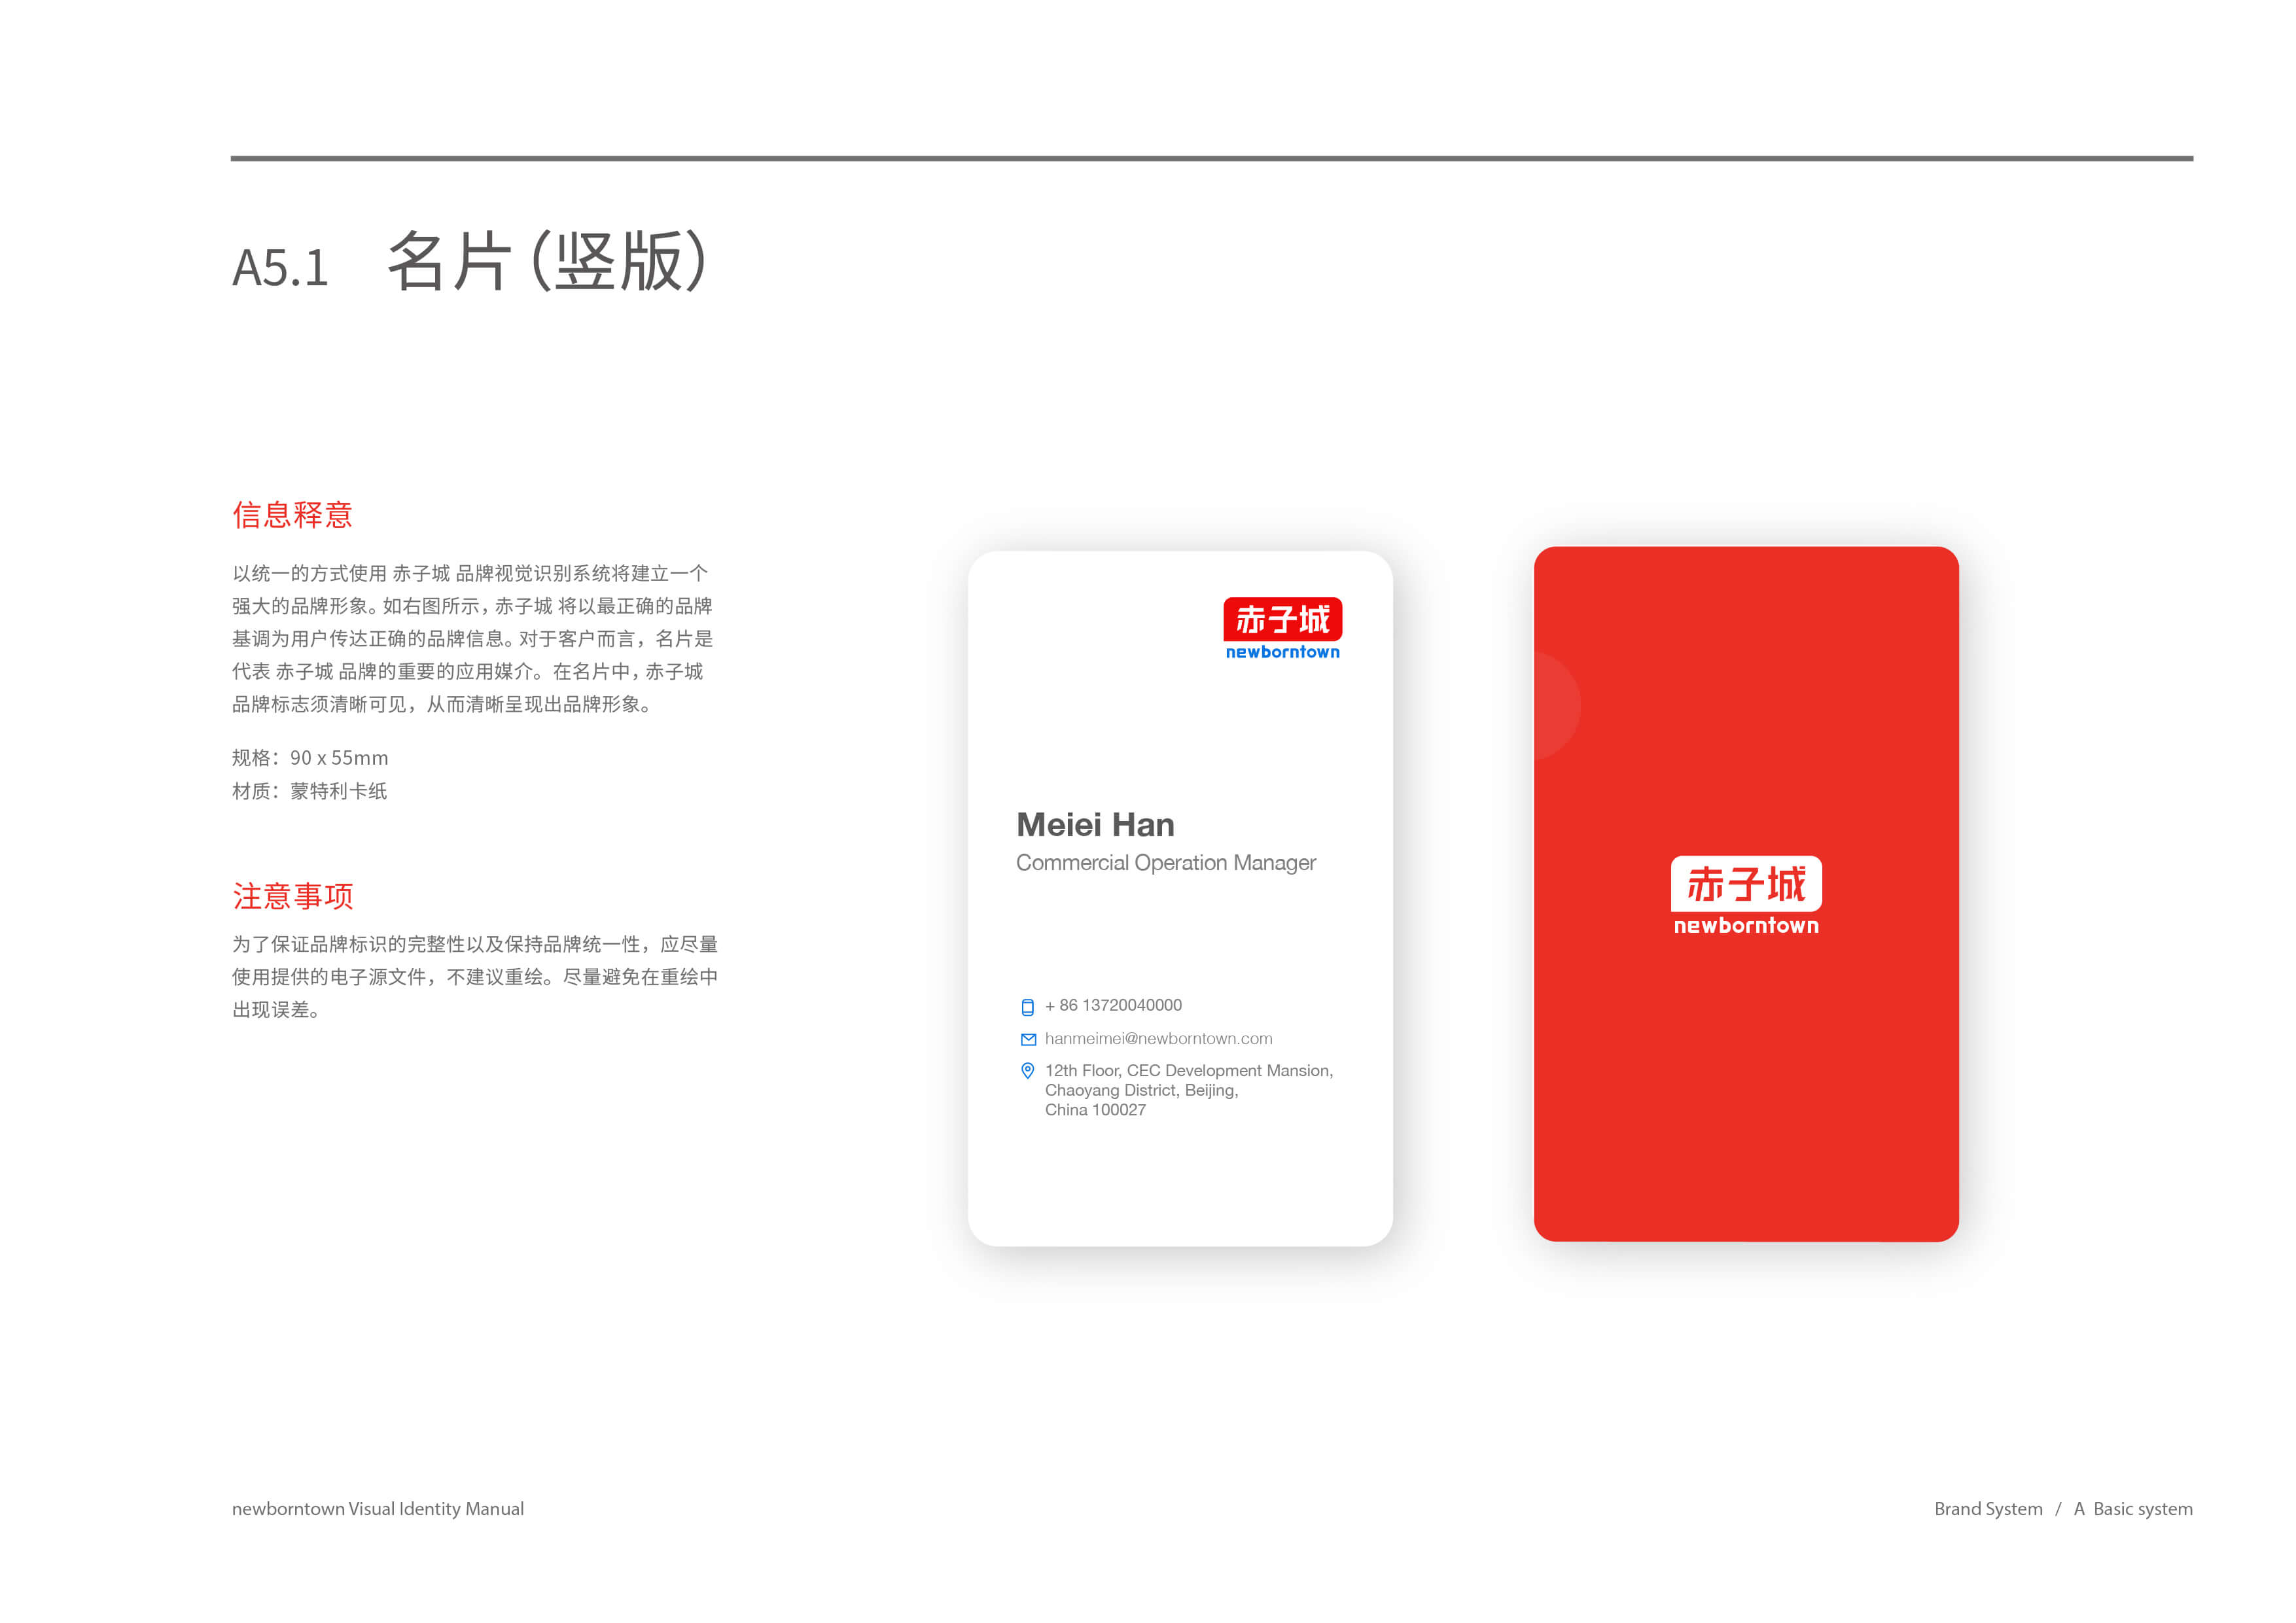 A5.1 名片（竖版）
信息释意
以统一的方式使用 赤子城 品牌视觉识别系统将建立一个
强大的品牌形象。如右图所示，赤子城 将以最正确的品牌
基调为用户传达正确的品牌信息。对于客户而言，名片是
代表 赤子城 品牌的重要的应用媒介。在名片中，赤子城
品牌标志须清晰可见，从而清晰呈现出品牌形象。
规格：90 x 55mm
材质：蒙特利卡纸
注意事项
为了保证品牌标识的完整性以及保持品牌统一性，应尽量
使用提供的电子源文件，不建议重绘。尽量避免在重绘中
出现误差。
赤子城
newborntown
Meiei Han
Commercial Operation Manager
+ 86 13720040000
hanmeimei@newborntown.com
12th Floor, CEC Development Mansion,
Chaoyang District, Beijing,
China 100027
赤子城
newborntown
newborntown Visual Identity Manual
Brand System / A Basic system